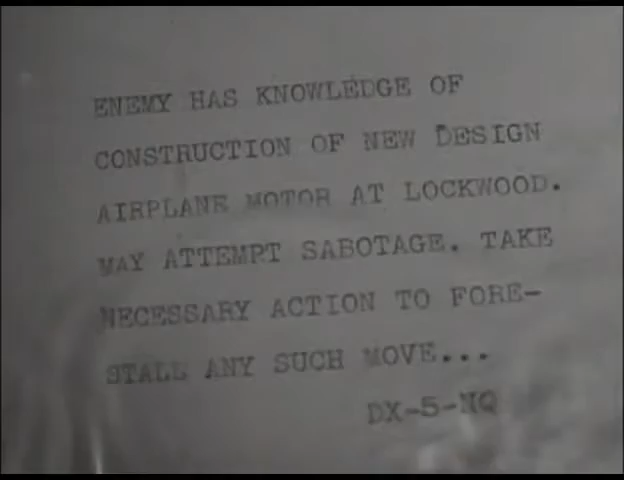 ENEMY HAS KNOWLEDGE OF
CONSTRUCTION OF NEW DESIGN
AIRPLANE MOTOR AT LOCKWOOD.
MAY ATTEMPT SABOTAGE. TAKE
NECESSARY ACTION TO FORE-
STALL ANY SUCH MOVE...
DX-5-NQ